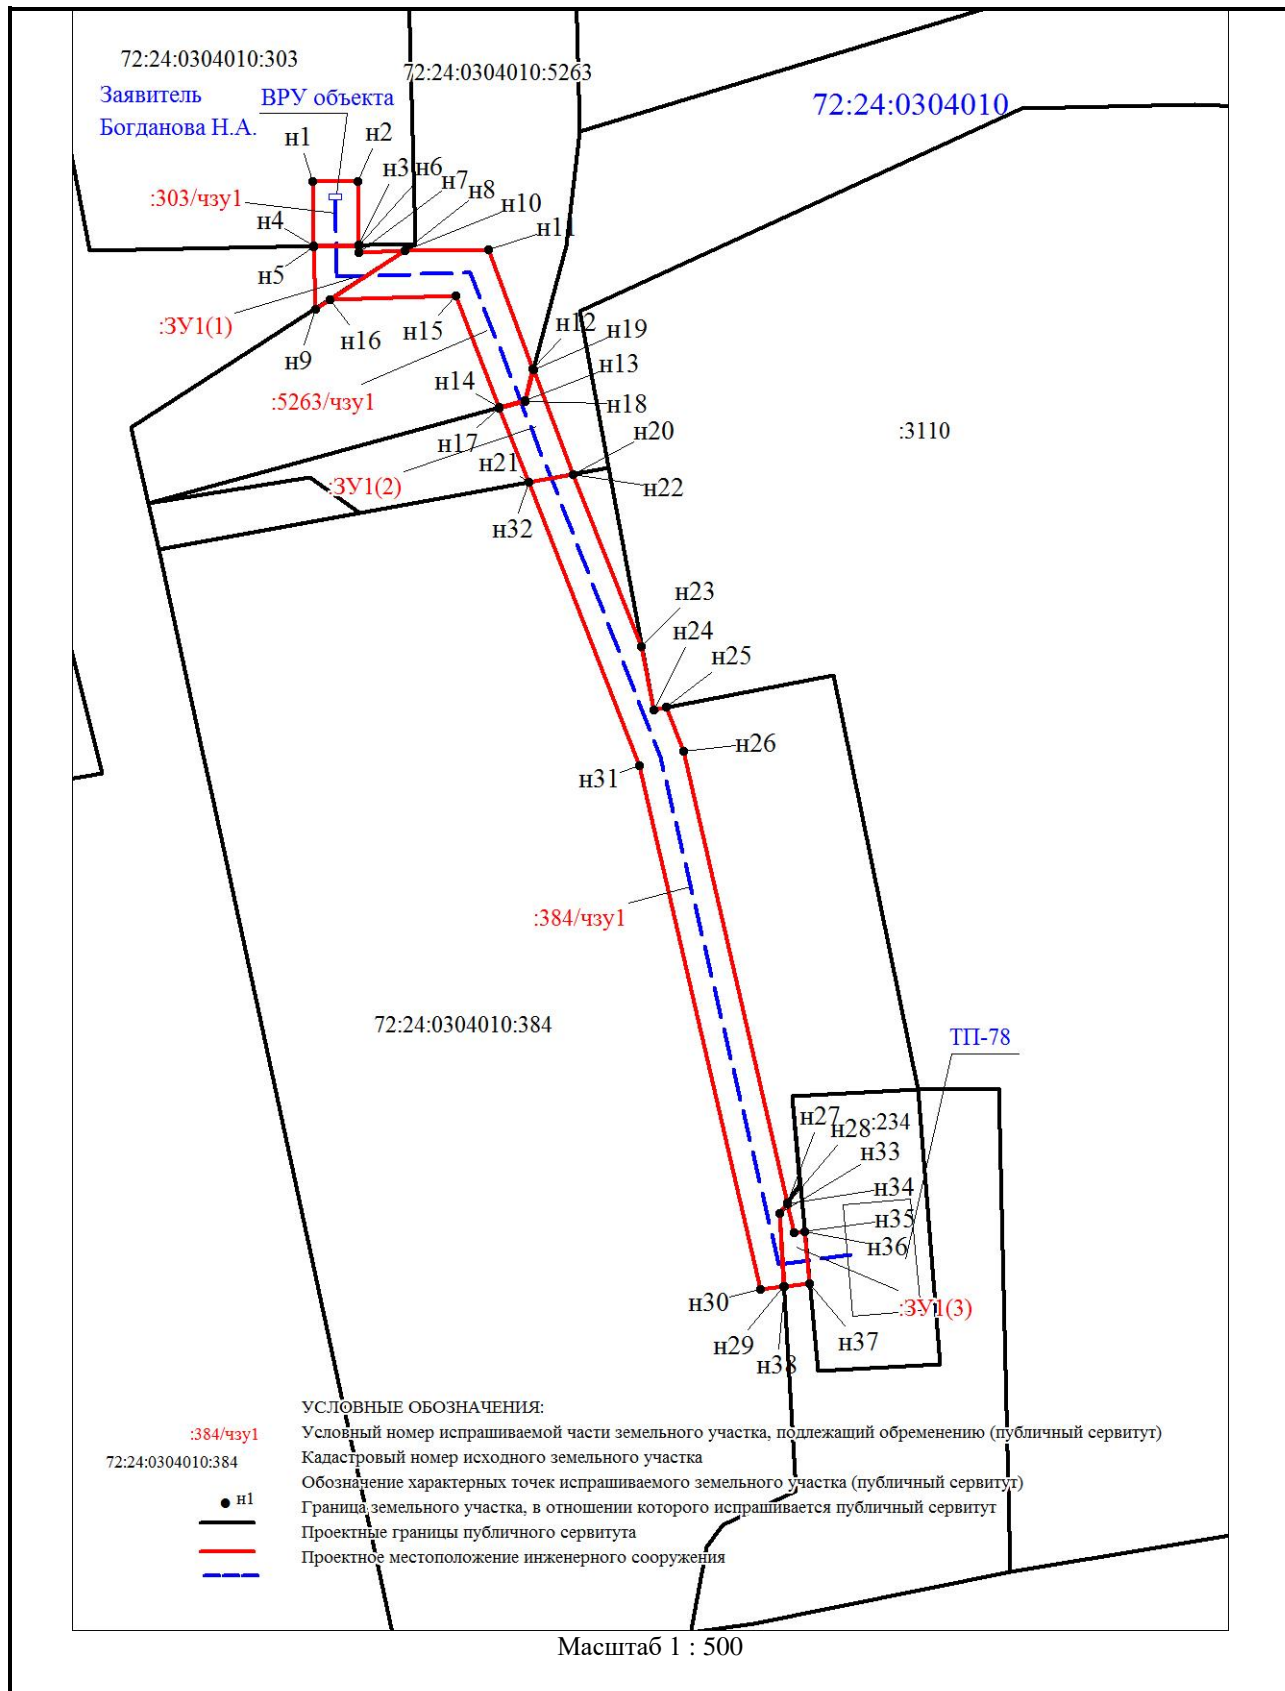 72:24:0304010:303
72:24:0304010:5263
Заявитель
Богданова Н.А.
ВРУ объекта
72:24:0304010
н1
н2
н3
н6
н7
н8
н10
н11
:303/чзу1
н4
н5
:ЗУ1(1)
н9
н16
н15
н12
н19
н13
н14
:5263/чзу1
н18
н17
н20
:3110
н21
н22
:ЗУ1(2)
н32
н23
н24
н25
н26
н31
:384/чзу1
72:24:0304010:384
ТП-78
н27
н28
:234
н33
н34
н35
н36
н30
:ЗУ1(3)
н29
н37
н38
УСЛОВНЫЕ ОБОЗНАЧЕНИЯ:
:384/чзу1 Условный номер испрашиваемой части земельного участка, подлежащий обременению (публичный сервитут)
72:24:0304010:384 Кадастровый номер исходного земельного участка
Обозначение характерных точек испрашиваемого земельного участка (публичный сервитут)
н1 Граница земельного участка, в отношении которого испрашивается публичный сервитут
Проектные границы публичного сервитута
Проектное местоположение инженерного сооружения
Масштаб 1 : 500